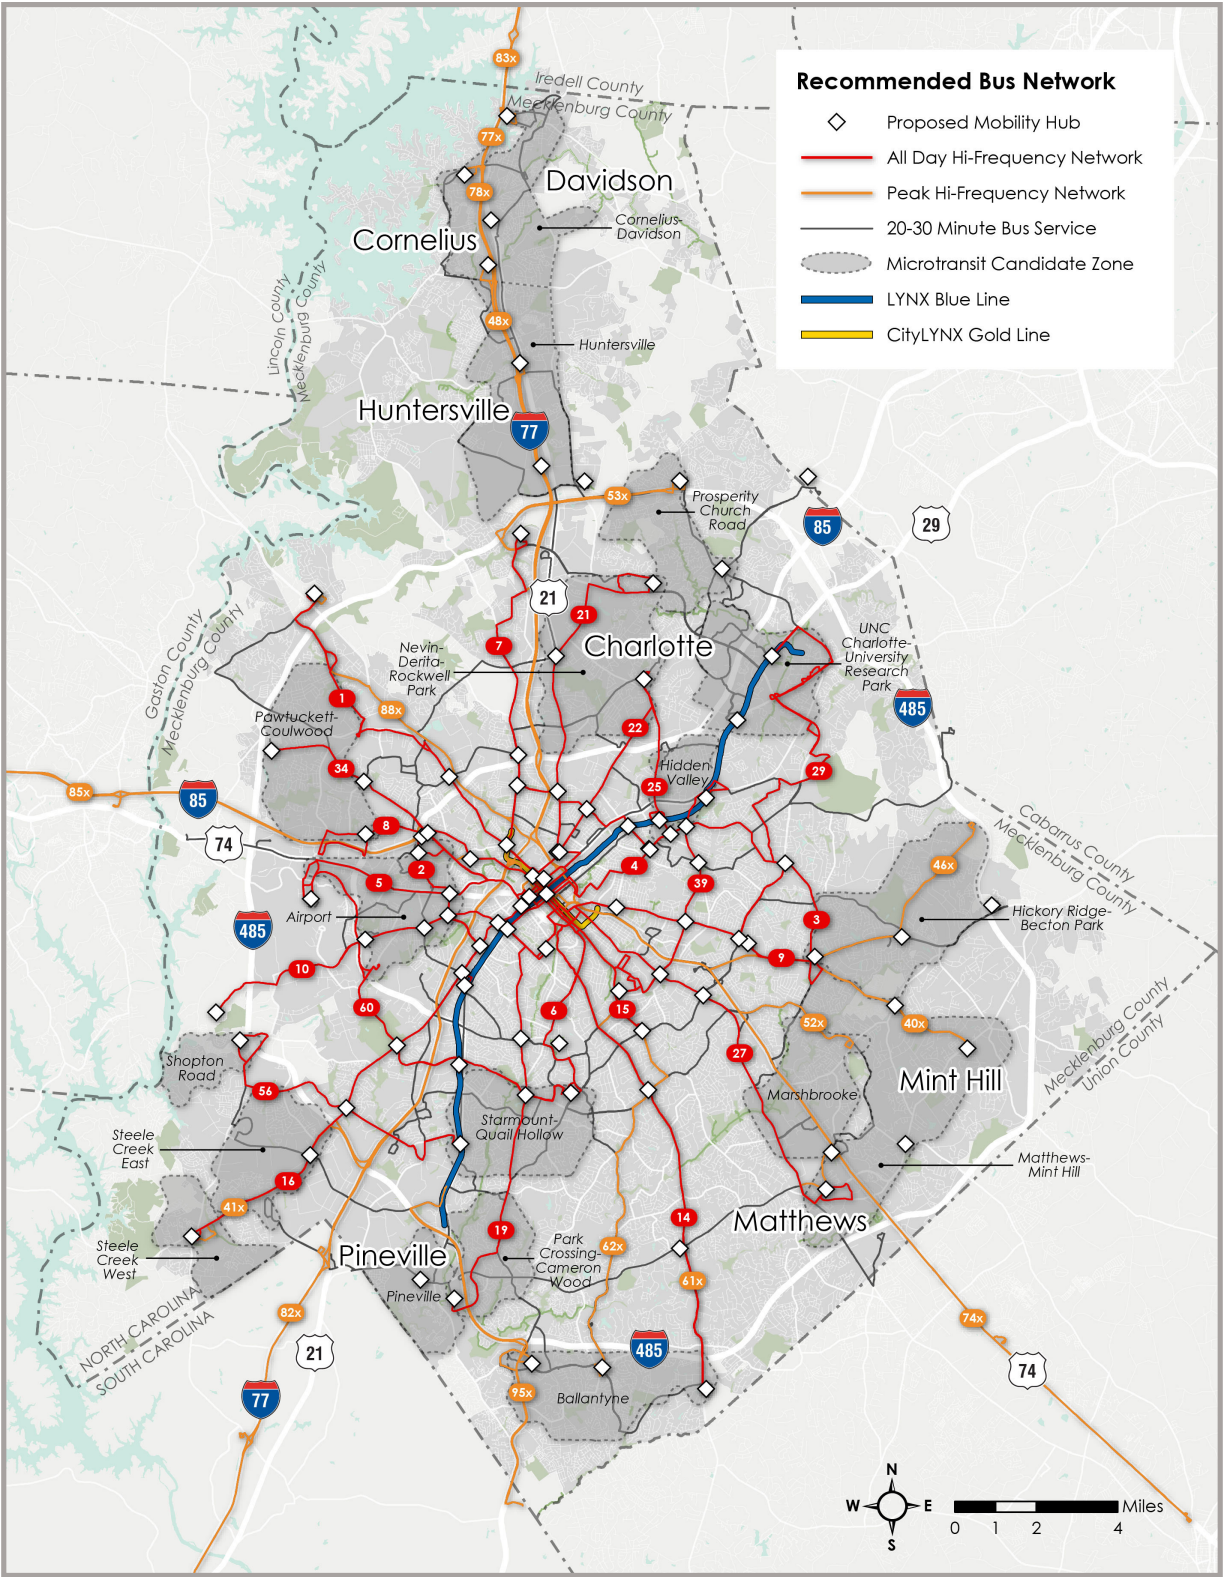 83x
Iredell County
Mecklenburg County
Recommended Bus Network
Proposed Mobility Hub
All Day Hi-Frequency Network
Peak Hi-Frequency Network
20-30 Minute Bus Service
Microtransit Candidate Zone
LYNX Blue Line
CityLYNX Gold Line
77x
Davidson
78x
Cornelius-
Davidson
Cornelius
Lincoln County
Mecklenburg County
48x
Huntersville
Huntersville
77
53x
Prosperity
Church
Road
85
29
21
21
Gaston County
Mecklenburg County
7
Charlotte
Nevin-
Derita-
Rockwell
Park
UNC
Charlotte-
University
Research
Park
1
88x
485
Pawtuckett-
Coulwood
22
34
Hidden
Valley
29
25
85x
85
74
8
Cabarrus County
Mecklenburg County
2
4
46x
5
39
Airport
3
Hickory Ridge-
Becton Park
485
9
10
60
6
15
52x
40x
27
Mecklenburg County
Union County
Shopton
Road
56
Mint Hill
Marshbrooke
Starmount-
Quail Hollow
Steele
Creek
East
Matthews-
Mint Hill
16
41x
14
Matthews
19
Park
Crossing-
Cameron
Wood
62x
Steele
Creek
West
Pineville
Pineville
61x
NORTH CAROLINA
SOUTH CAROLINA
82x
74x
21
485
74
77
95x
Ballantyne
N
W
E
S
Miles
0 1 2 4